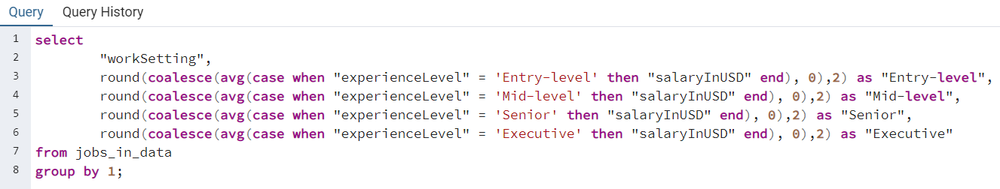 Query Query History
1 select
2 "workSetting",
3 round(coalesce(avg(case when "experienceLevel" = 'Entry-level' then "salaryInUSD" end), 0),2) as "Entry-level",
4 round(coalesce(avg(case when "experienceLevel" = 'Mid-level' then "salaryInUSD" end), 0),2) as "Mid-level",
5 round(coalesce(avg(case when "experienceLevel" = 'Senior' then "salaryInUSD" end), 0),2) as "Senior",
6 round(coalesce(avg(case when "experienceLevel" = 'Executive' then "salaryInUSD" end), 0),2) as "Executive"
7 from jobs_in_data
8 group by 1;